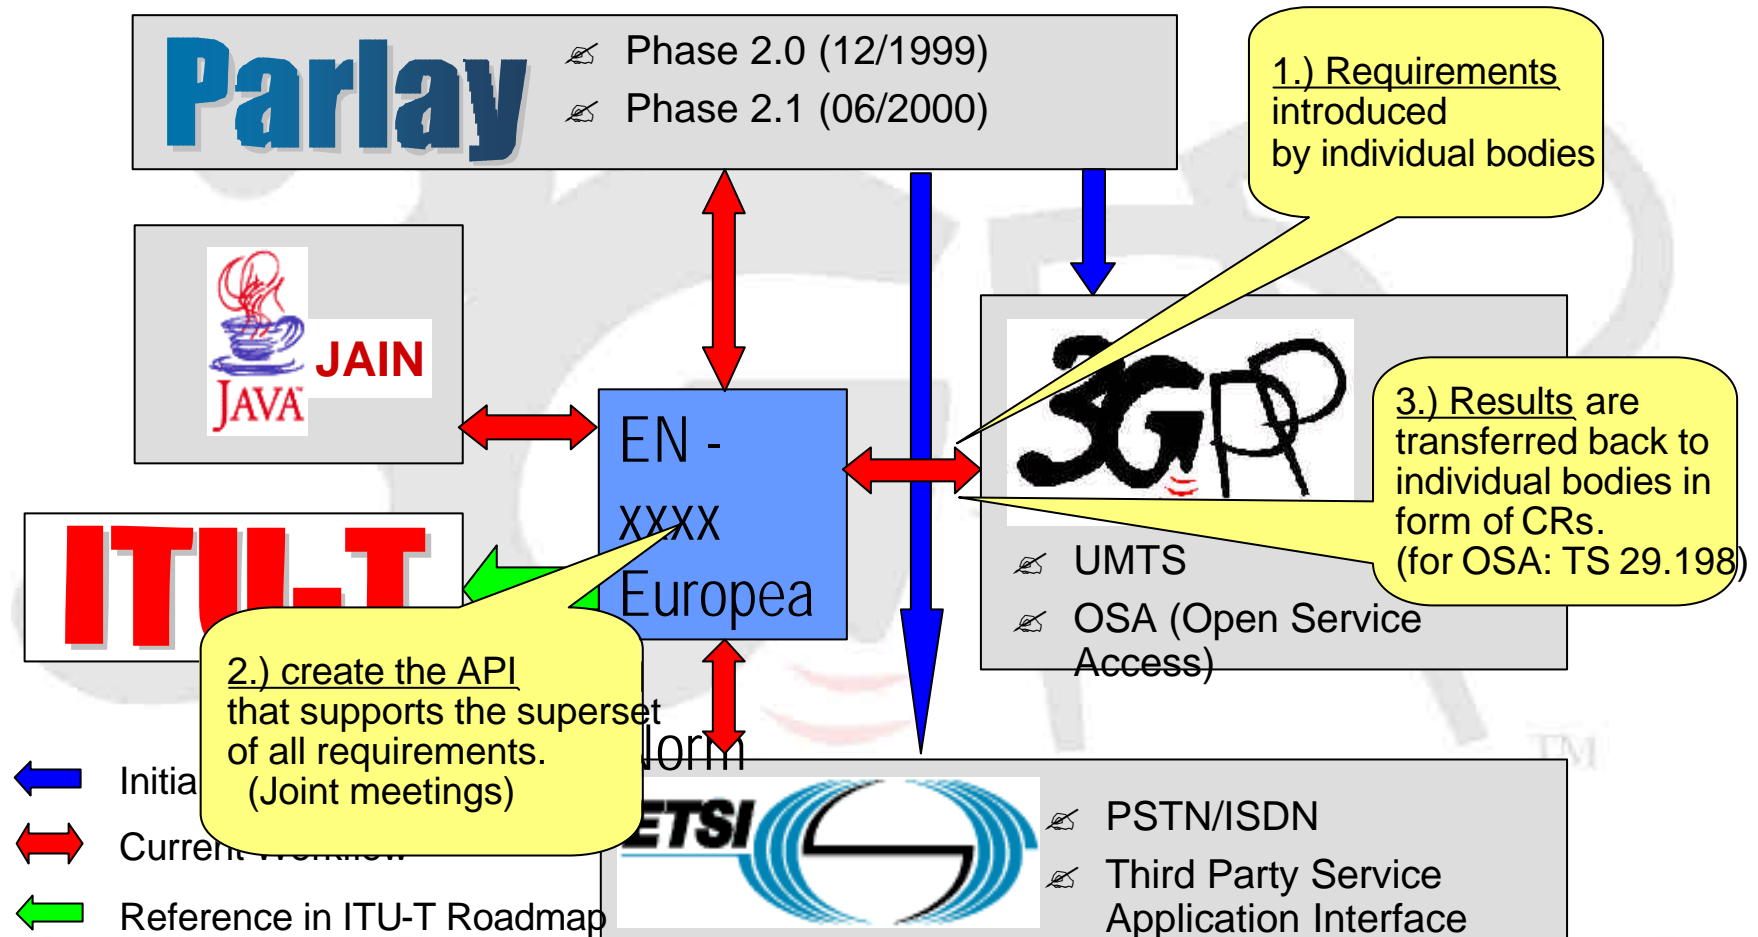 Parlay
Phase 2.0 (12/1999)
Phase 2.1 (06/2000)
1.) Requirements
introduced
by individual bodies
JAVA
JAIN
3GPP
3.) Results are
transferred back to
individual bodies in
form of CRs.
(for OSA: TS 29.198)
UMTS
OSA (Open Service
Access)
EN -
xxxx
Europea
Norm
ITU-T
2.) create the API
that supports the superset
of all requirements.
(Joint meetings)
Initia
Current Workflow
Reference in ITU-T Roadmap
ETSI
PSTN/ISDN
Third Party Service
Application Interface
TM